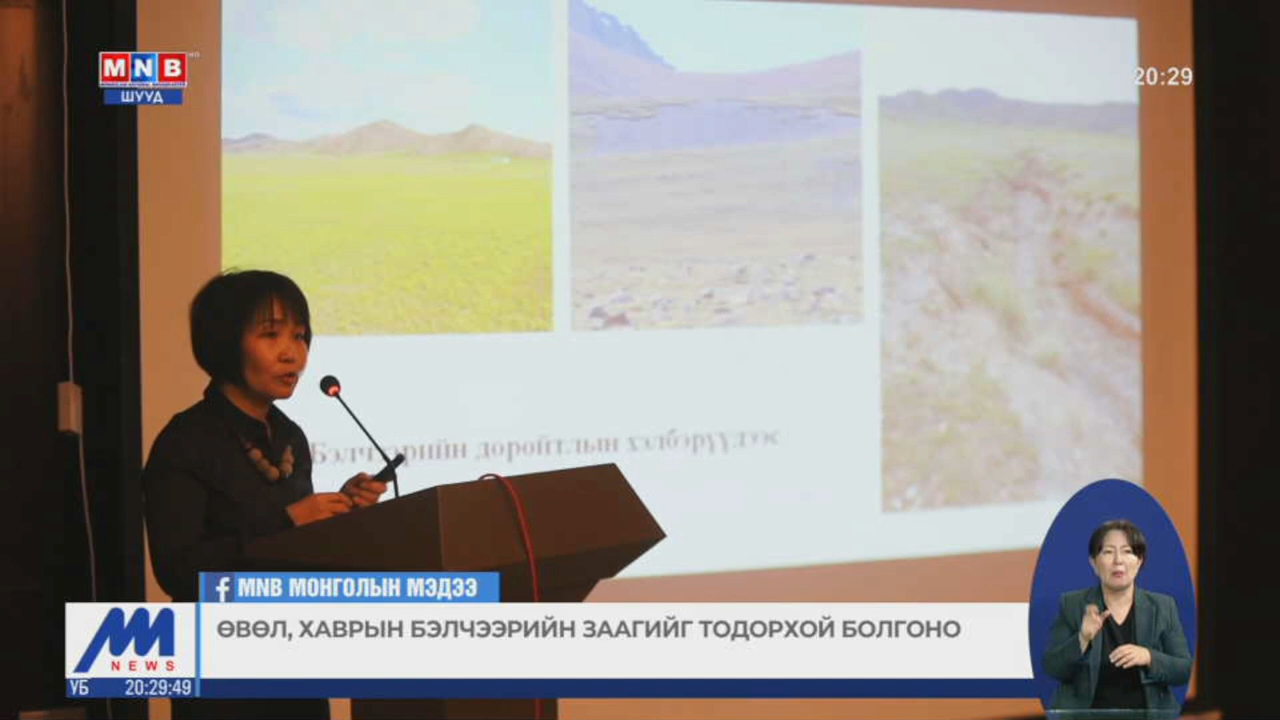 MNB
ШУУД
20:29
Бэлчээрийн доройтлын хэлбэрүүдээс
MNB МОНГОЛЫН МЭДЭЭ
ӨВӨЛ, ХАВРЫН БЭЛЧЭЭРИЙН ЗААГИЙГ ТОДОРХОЙ БОЛГОНО
NEWS
УБ 20:29:49